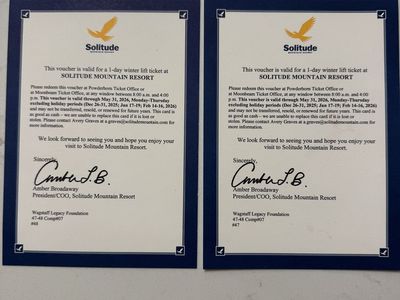 Solitude
This voucher is valid for a 1-day winter lift ticket at
SOLITUDE MOUNTAIN RESORT
Please redeem this voucher at Powderhorn Ticket Office or
at Moonbeam Ticket Office, at any window between 8:00 a.m. and 4:00
p.m. This voucher is valid through May 31, 2026, Monday-Thursday
excluding holiday periods (Dec 26-31, 2025; Jan 17-19; Feb 14-16, 2026)
and may not be transferred, resold, or renewed for future years. This card is
as good as cash – we are unable to replace this card if it is lost or
stolen. Please contact Avery Graves at a.graves@solitudemountain.com for
more information.
We look forward to seeing you and hope you enjoy your
visit to Solitude Mountain Resort.
Sincerely,
Amber L.B.
Amber Broadaway
President/COO, Solitude Mountain Resort
Wagstaff Legacy Foundation
47-48 Comp#07
#48
Solitude
This voucher is valid for a 1-day winter lift ticket at
SOLITUDE MOUNTAIN RESORT
Please redeem this voucher at Powderhorn Ticket Office or
at Moonbeam Ticket Office, at any window between 8:00 a.m. and 4:00
p.m. This voucher is valid through May 31, 2026, Monday-Thursday
excluding holiday periods (Dec 26-31, 2025; Jan 17-19; Feb 14-16, 2026)
and may not be transferred, resold, or renewed for future years. This card is
as good as cash – we are unable to replace this card if it is lost or
stolen. Please contact Avery Graves at a.graves@solitudemountain.com for
more information.
We look forward to seeing you and hope you enjoy your
visit to Solitude Mountain Resort.
Sincerely,
Amber L.B.
Amber Broadaway
President/COO, Solitude Mountain Resort
Wagstaff Legacy Foundation
47-48 Comp#07
#47